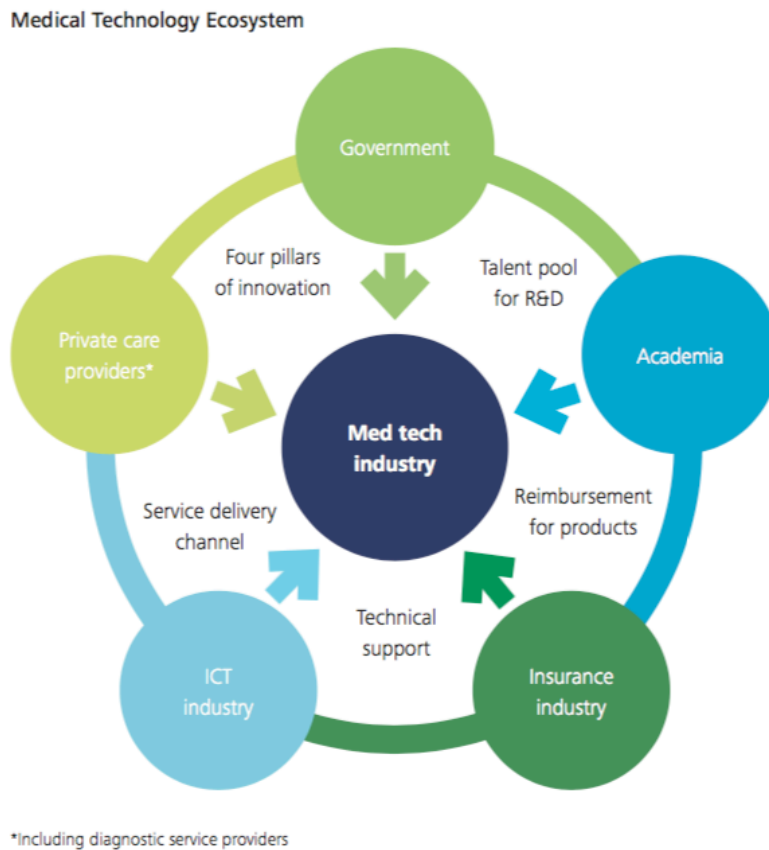 Medical Technology Ecosystem
Government
Four pillars
of innovation
Talent pool
for R&D
Private care
providers*
Academia
Med tech
industry
Service delivery
channel
Reimbursement
for products
Technical
support
ICT
industry
Insurance
industry
*Including diagnostic service providers